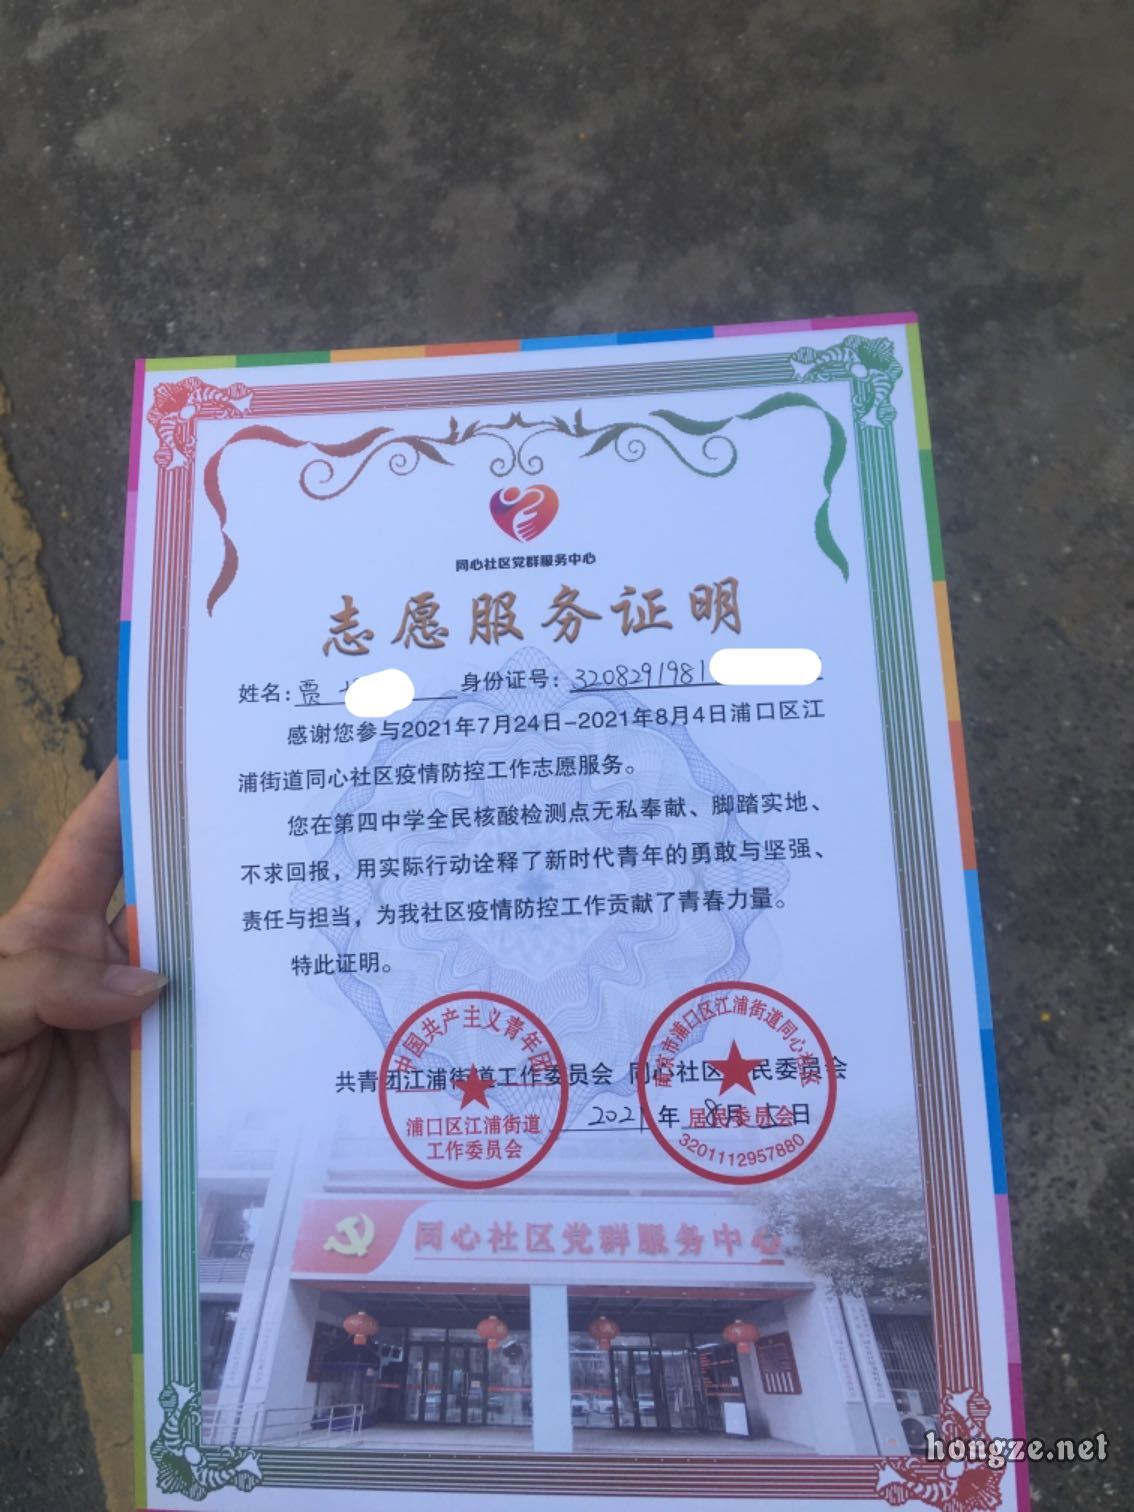 同心社区党群服务中心
志愿服务证明
姓名：贾 身份证号：3208291981
感谢您参与2021年7月24日-2021年8月4日浦口区江
浦街道同心社区疫情防控工作志愿服务。
您在第四中学全民核酸检测点无私奉献、脚踏实地、
不求回报，用实际行动诠释了新时代青年的勇敢与坚强、
责任与担当，为我社区疫情防控工作贡献了青春力量。
特此证明。
中国共产主义青年团
浦口区江浦街道
工作委员会
南京市浦口区江浦街道同心社区
居民委员会
3201112957880
共青团江浦街道工作委员会 同心社区居民委员会
2021年8月 日
同心社区党群服务中心
hongze.net